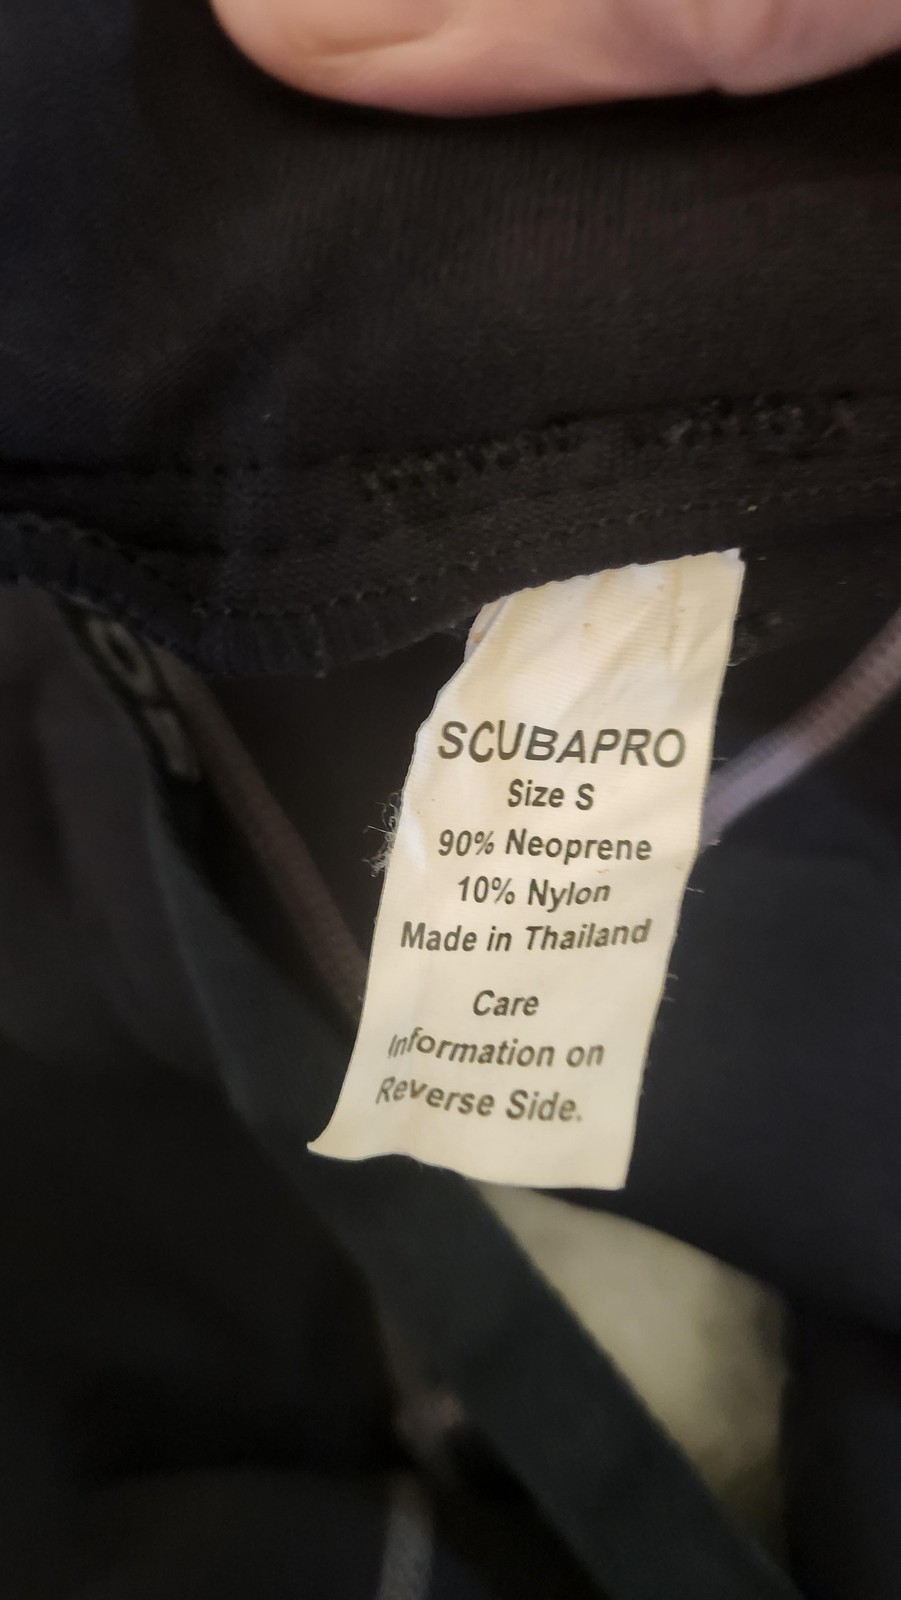 SCUBAPRO
Size S
90% Neoprene
10% Nylon
Made in Thailand
Care
Information on
Reverse Side.